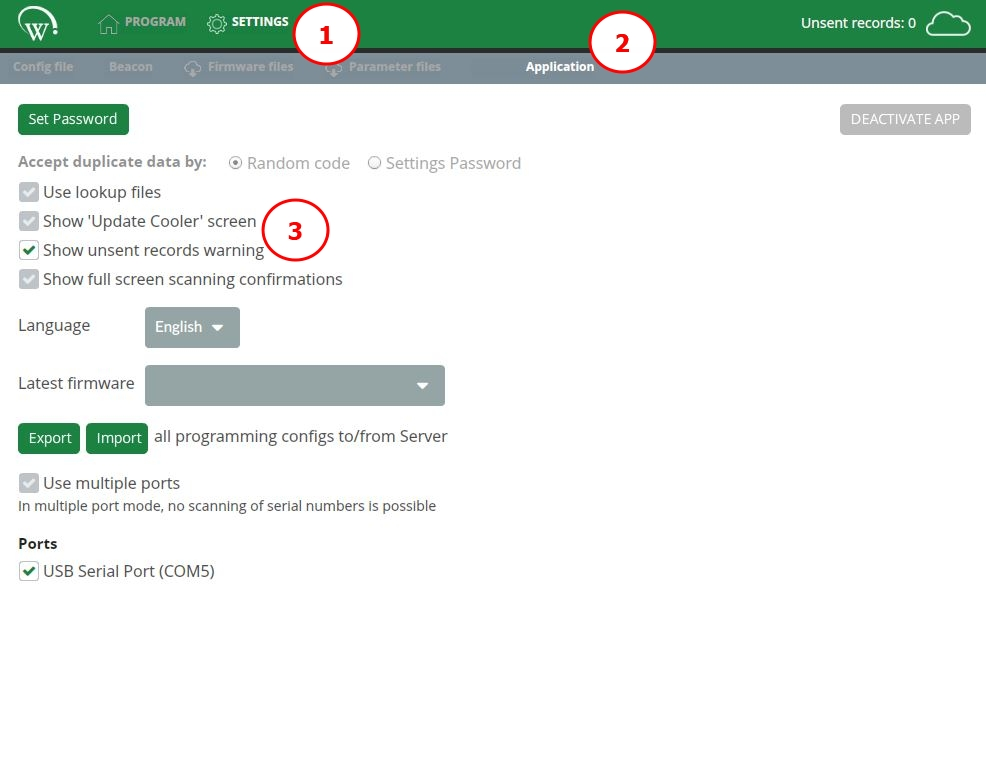 W PROGRAM SETTINGS 1 2 Unsent records: 0
Config file Beacon Firmware files Parameter files Application
Set Password DEACTIVATE APP
Accept duplicate data by: Random code Settings Password
Use lookup files
Show 'Update Cooler' screen
3
Show unsent records warning
Show full screen scanning confirmations
Language English
Latest firmware
Export Import all programming configs to/from Server
Use multiple ports
In multiple port mode, no scanning of serial numbers is possible
Ports
USB Serial Port (COM5)